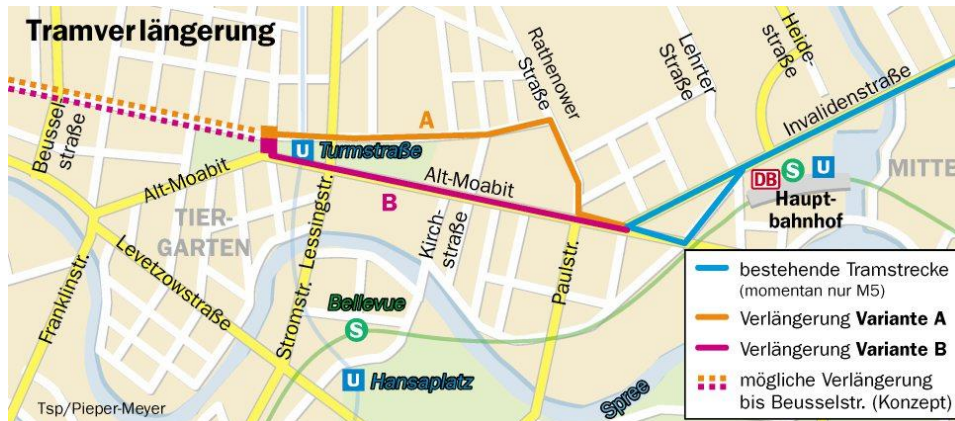 Tramverlängerung
Beussel-
straße
Rathenower
Straße
Lehrter
Straße
Heide-
straße
Invalidenstraße
A
U
Turmstraße
Alt-Moabit
Alt-Moabit
B
DB
S
U
Haupt-
bahnhof
MITTE
TIER-
GARTEN
Kirch-
straße
Franklinstr.
Levetzowstraße
Stromstr.
Lessingstr.
Paulstr.
Bellevue
S
U
Hansaplatz
Spree
bestehende Tramstrecke
(momentan nur M5)
Verlängerung Variante A
Verlängerung Variante B
mögliche Verlängerung
bis Beusselstr. (Konzept)
Tsp/Pieper-Meyer